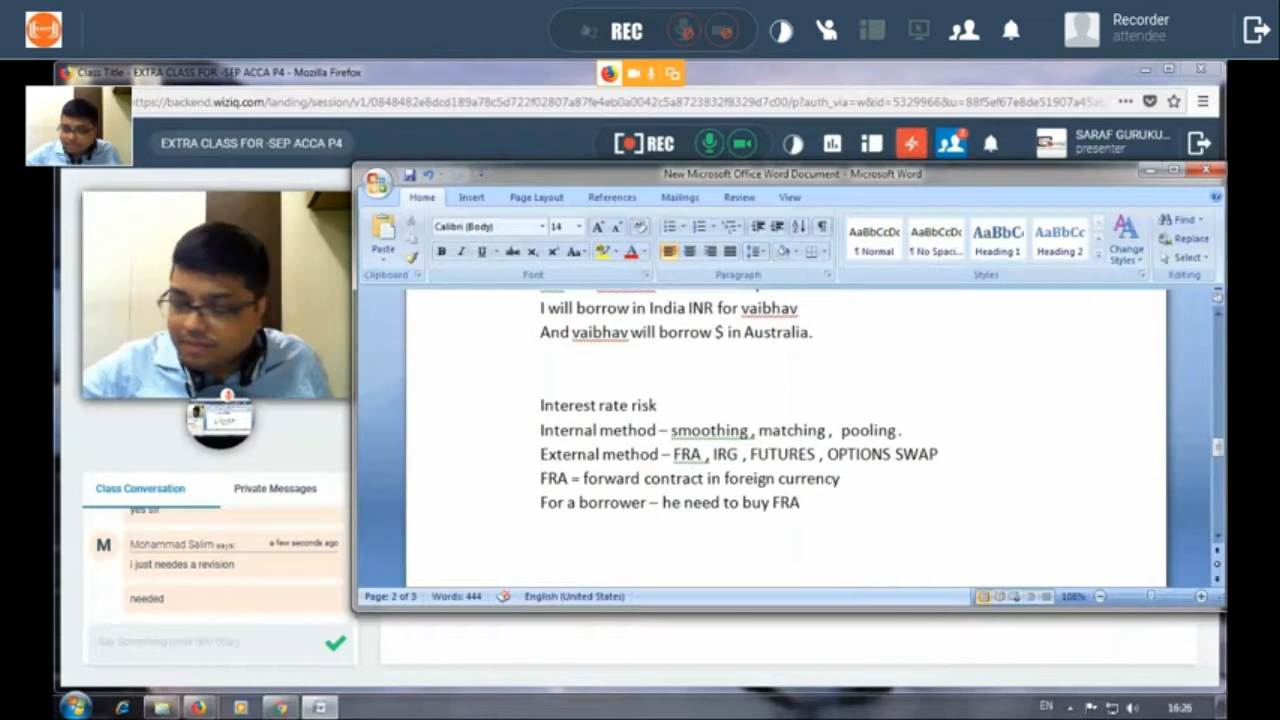 REC
Recorder
attendee
Class Title - EXTRA CLASS FOR -SEP ACCA P4 - Mozilla Firefox
EXTRA CLASS FOR -SEP ACCA P4
REC
SARAF GURUKU...
presenter
New Microsoft Office Word Document - Microsoft Word
Home Insert Page Layout References Mailings Review View
Paste
Calibri (Body) 14
AaBbCcDc AaBbCcDc AaBbC AaBbCc
¶ Normal ¶ No Spaci... Heading 1 Heading 2
Change Styles
Find
Replace
Select
Clipboard Font Paragraph Styles Editing
I will borrow in India INR for vaibhav
And vaibhav will borrow $ in Australia.
Interest rate risk
Internal method – smoothing , matching , pooling .
External method – FRA , IRG , FUTURES , OPTIONS SWAP
FRA = forward contract in foreign currency
For a borrower – he need to buy FRA
Class Conversation Private Messages
yes sir
M
Mohammad Salim says: a few seconds ago
i just needes a revision
needed
Page: 2 of 3 Words: 444 English (United States) 108%
EN 16:26